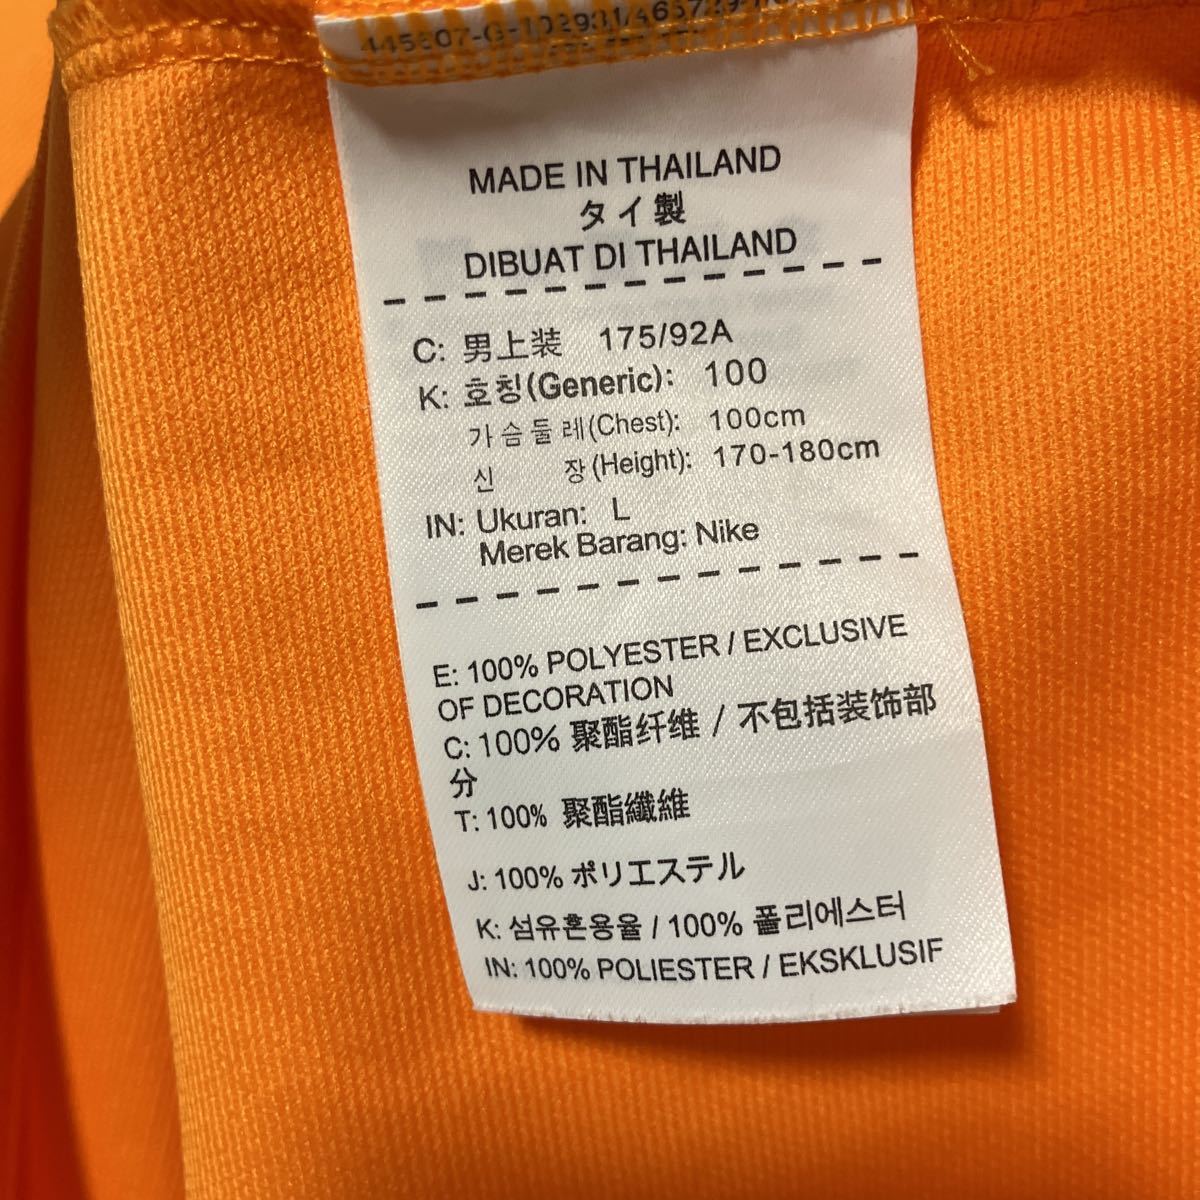 MADE IN THAILAND
タイ製
DIBUAT DI THAILAND
C: 男上装 175/92A
K: 호칭(Generic): 100
가슴둘레(Chest): 100cm
신 장(Height): 170-180cm
IN: Ukuran: L
Merek Barang: Nike
E: 100% POLYESTER / EXCLUSIVE
OF DECORATION
C: 100% 聚酯纤维 / 不包括装饰部
分
T: 100% 聚酯纖維
J: 100% ポリエステル
K: 섬유혼용율 / 100% 폴리에스터
IN: 100% POLIESTER / EKSKLUSIF